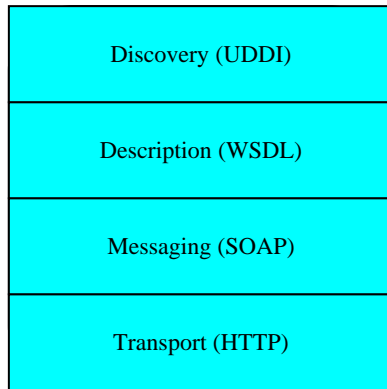 Discovery (UDDI)
Description (WSDL)
Messaging (SOAP)
Transport (HTTP)